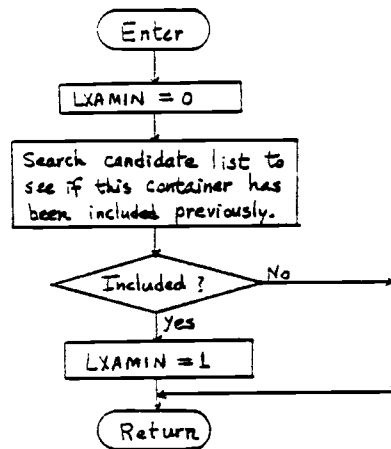 Enter
LXAMIN = 0
Search candidate list to
see if this container has
been included previously.
Included ?
No
yes
LXAMIN = 1
Return